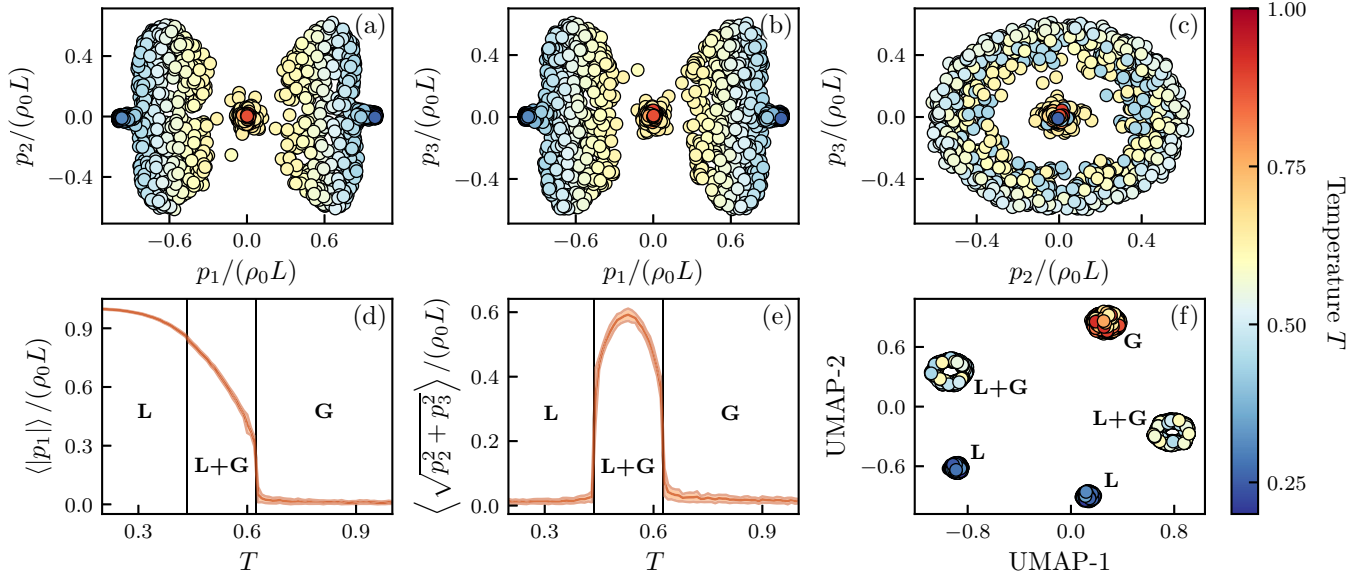 (a)
0.4
0.0
−0.4
p₂/(ρ₀L)
−0.6 0.0 0.6
p₁/(ρ₀L)
(b)
0.4
0.0
−0.4
p₃/(ρ₀L)
−0.6 0.0 0.6
p₁/(ρ₀L)
(c)
0.4
0.0
−0.4
p₃/(ρ₀L)
−0.4 0.0 0.4
p₂/(ρ₀L)
1.00
0.75
0.50
0.25
Temperature T
(d)
0.9
0.6
0.3
0.0
⟨|p₁|⟩/(ρ₀L)
L
L+G
G
0.3 0.6 0.9
T
(e)
0.6
0.4
0.2
0.0
⟨√(p₂² + p₃²)⟩/(ρ₀L)
L
L+G
G
0.3 0.6 0.9
T
(f)
0.6
0.0
−0.6
UMAP-2
G
L+G
L+G
L
L
−0.8 0.0 0.8
UMAP-1